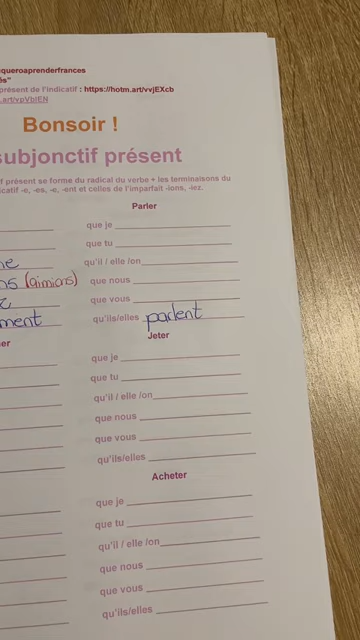 queroaprenderfrances
présent de l'indicatif : https://hotm.art/vvjEXcb
Bonsoir !
subjonctif présent
f présent se forme du radical du verbe + les terminaisons du
icatif -e, -es, -e, -ent et celles de l'imparfait -ions, -iez.
Parler
que je
que tu
qu'il / elle /on
(aimions) que nous
que vous
ment qu'ils/elles parlent
er Jeter
que je
que tu
qu'il / elle /on
que nous
que vous
qu'ils/elles
Acheter
que je
que tu
qu'il / elle /on
que nous
que vous
qu'ils/elles